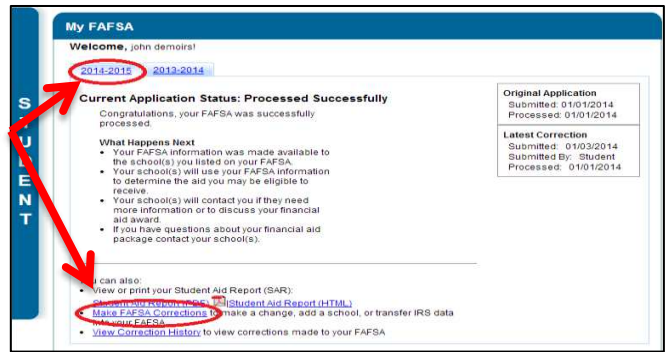 My FAFSA
Welcome, john demoirs!
2014-2015 2013-2014
STUDENT
Current Application Status: Processed Successfully
Congratulations, your FAFSA was successfully
processed.
What Happens Next
• Your FAFSA information was made available to
the school(s) you listed on your FAFSA.
• Your school(s) will use your FAFSA information
to determine the aid you may be eligible to
receive.
• Your school(s) will contact you if they need
more information or to discuss your financial
aid award.
• If you have questions about your financial aid
package contact your school(s).
Original Application
Submitted: 01/01/2014
Processed: 01/01/2014
Latest Correction
Submitted: 01/03/2014
Submitted By: Student
Processed: 01/01/2014
You can also:
• View or print your Student Aid Report (SAR):
Student Aid Report (PDF) |Student Aid Report (HTML)
• Make FAFSA Corrections to make a change, add a school, or transfer IRS data
into your FAFSA
• View Correction History to view corrections made to your FAFSA